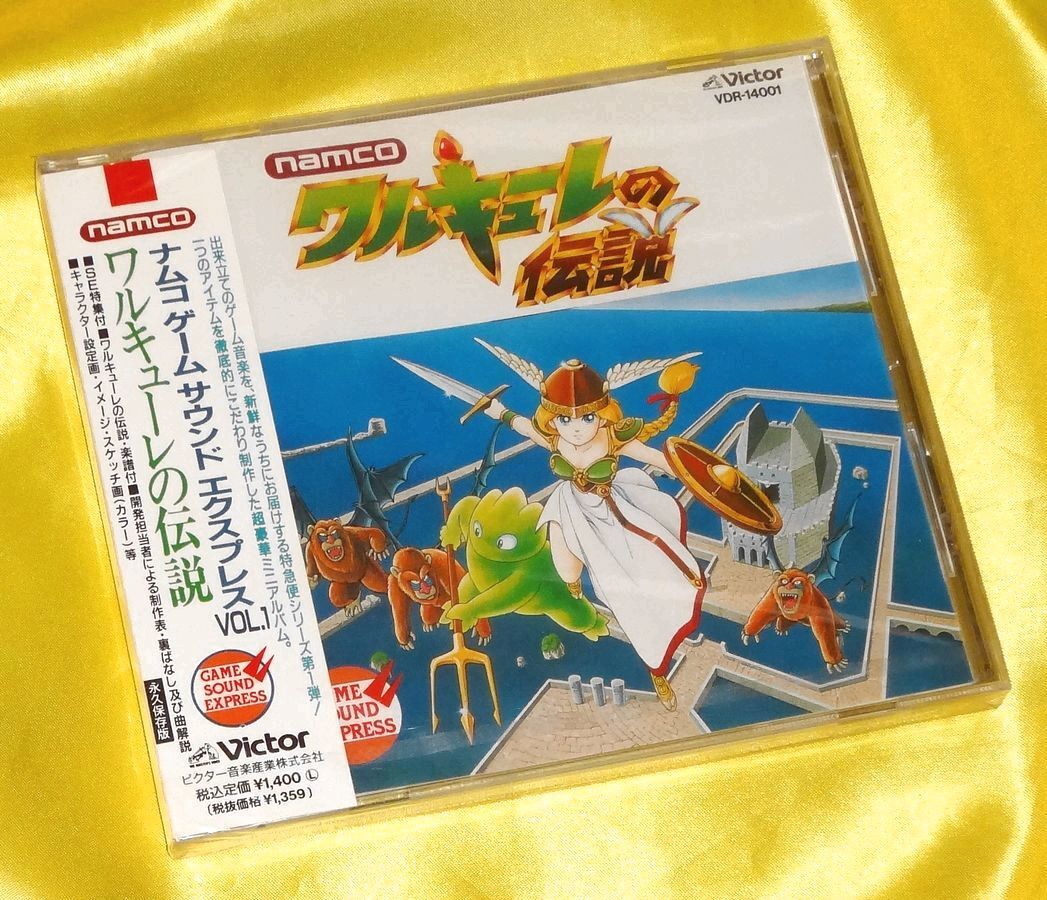 Victor
VDR-14001
namco
ワルキューレの
伝説
namco
出来立てのゲーム音楽を、新鮮なうちにお届けする特急便シリーズ第1弾!
一つのアイテムを徹底的にこだわり制作した超豪華ミニアルバム。
ナムコ ゲーム サウンド エクスプレス VOL.1
ワルキューレの伝説
■SE特集付■ワルキューレの伝説・楽譜付■開発担当者による制作表・裏ばなし及び曲解説
■キャラクター設定画・イメージ・スケッチ画(カラー)等
永久保存版
GAME
SOUND
EXPRESS
Victor
ビクター音楽産業株式会社
税込定価 ¥1,400 Ⓛ
(税抜価格 ¥1,359)
ME
UND
PRESS